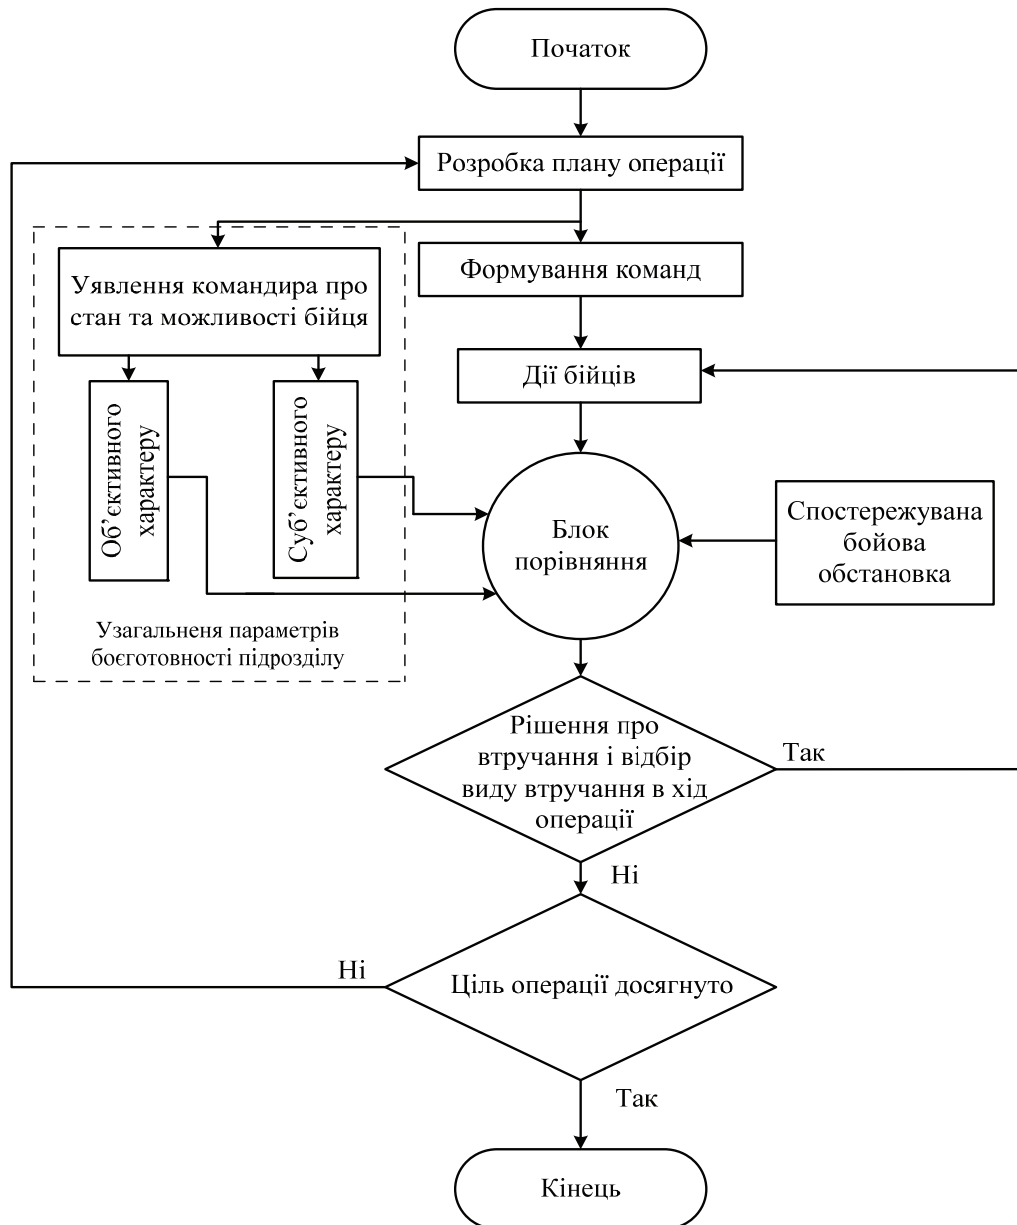 Початок
Розробка плану операції
Уявлення командира про
стан та можливості бійця
Формування команд
Дії бійців
Об’єктивного
характеру
Суб’єктивного
характеру
Блок
порівняння
Спостережувана
бойова
обстановка
Узагальненя параметрів
боєготовності підрозділу
Рішення про
втручання і відбір
виду втручання в хід
операції
Так
Ні
Ні
Ціль операції досягнуто
Так
Кінець